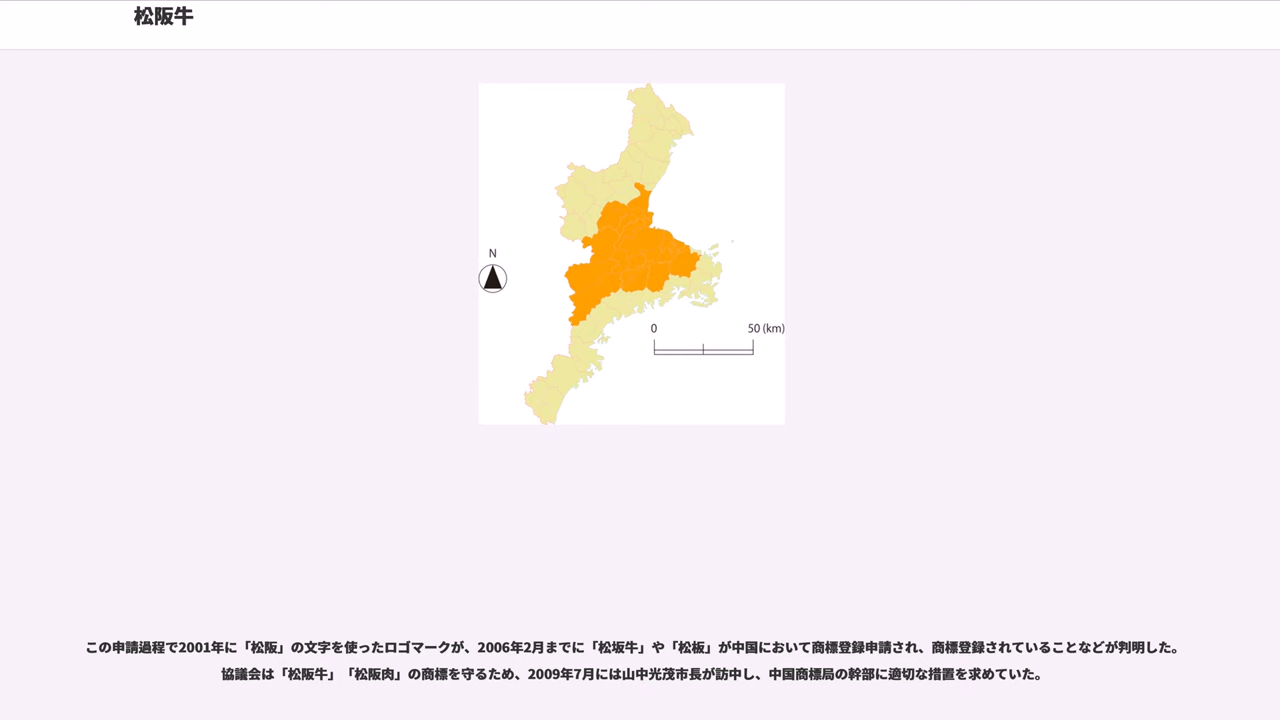 松阪牛
N
0 50 (km)
この申請過程で2001年に「松阪」の文字を使ったロゴマークが、2006年2月までに「松坂牛」や「松板」が中国において商標登録申請され、商標登録されていることなどが判明した。
協議会は「松阪牛」「松阪肉」の商標を守るため、2009年7月には山中光茂市長が訪中し、中国商標局の幹部に適切な措置を求めていた。